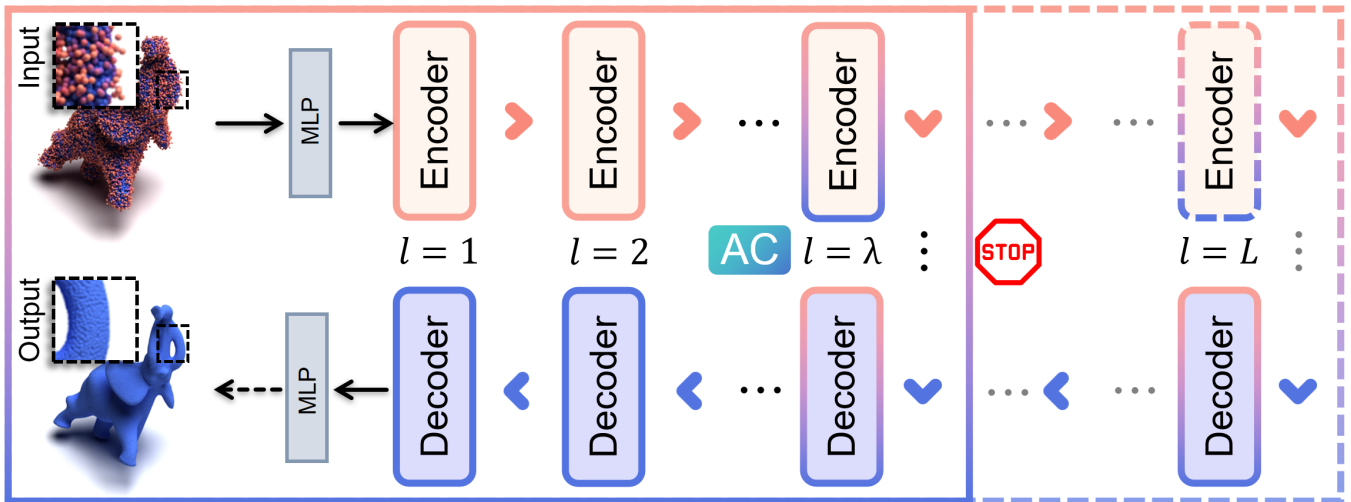 Input
MLP
Encoder
Encoder
...
Encoder
...
...
Encoder
l = 1
l = 2
AC
l = λ
STOP
l = L
Output
MLP
Decoder
Decoder
...
Decoder
...
...
Decoder